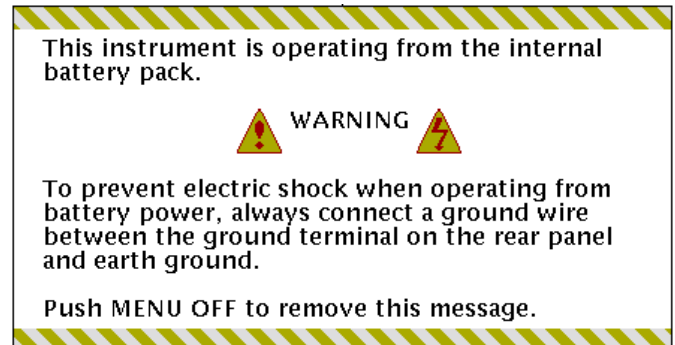 This instrument is operating from the internal
battery pack.
WARNING
To prevent electric shock when operating from
battery power, always connect a ground wire
between the ground terminal on the rear panel
and earth ground.
Push MENU OFF to remove this message.